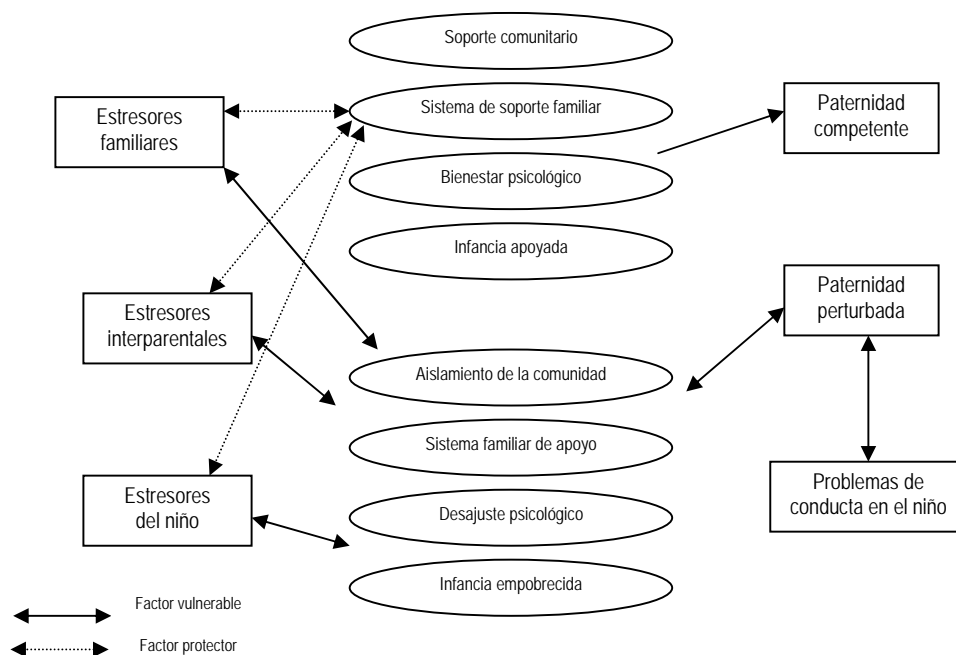 Soporte comunitario
Estresores
familiares
Sistema de soporte familiar
Paternidad
competente
Bienestar psicológico
Infancia apoyada
Estresores
interparentales
Paternidad
perturbada
Aislamiento de la comunidad
Sistema familiar de apoyo
Estresores
del niño
Problemas de
conducta en el niño
Desajuste psicológico
Infancia empobrecida
Factor vulnerable
Factor protector